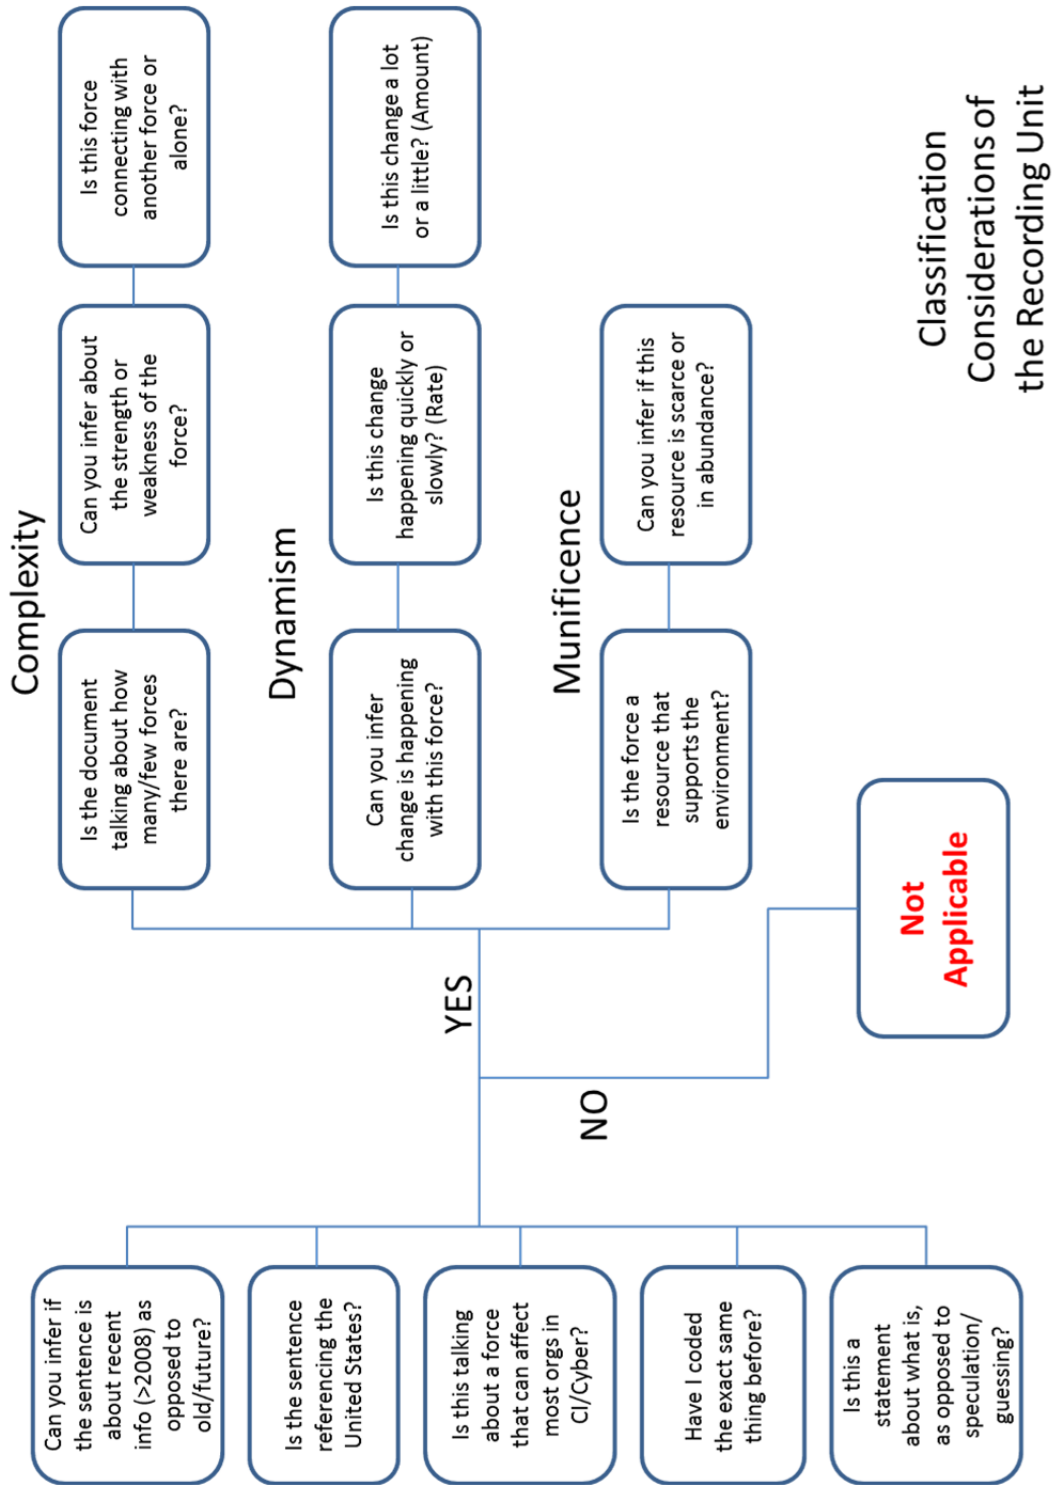 Can you infer if
the sentence is
about recent
info (>2008) as
opposed to
old/future?
Is the sentence
referencing the
United States?
Is this talking
about a force
that can affect
most orgs in
CI/Cyber?
Have I coded
the exact same
thing before?
Is this a
statement
about what is,
as opposed to
speculation/
guessing?
YES
NO
Not
Applicable
Complexity
Is the document
talking about how
many/few forces
there are?
Can you infer about
the strength or
weakness of the
force?
Is this force
connecting with
another force or
alone?
Dynamism
Can you infer
change is happening
with this force?
Is this change
happening quickly or
slowly? (Rate)
Is this change a lot
or a little? (Amount)
Munificence
Is the force a
resource that
supports the
environment?
Can you infer if this
resource is scarce or
in abundance?
Classification
Considerations of
the Recording Unit